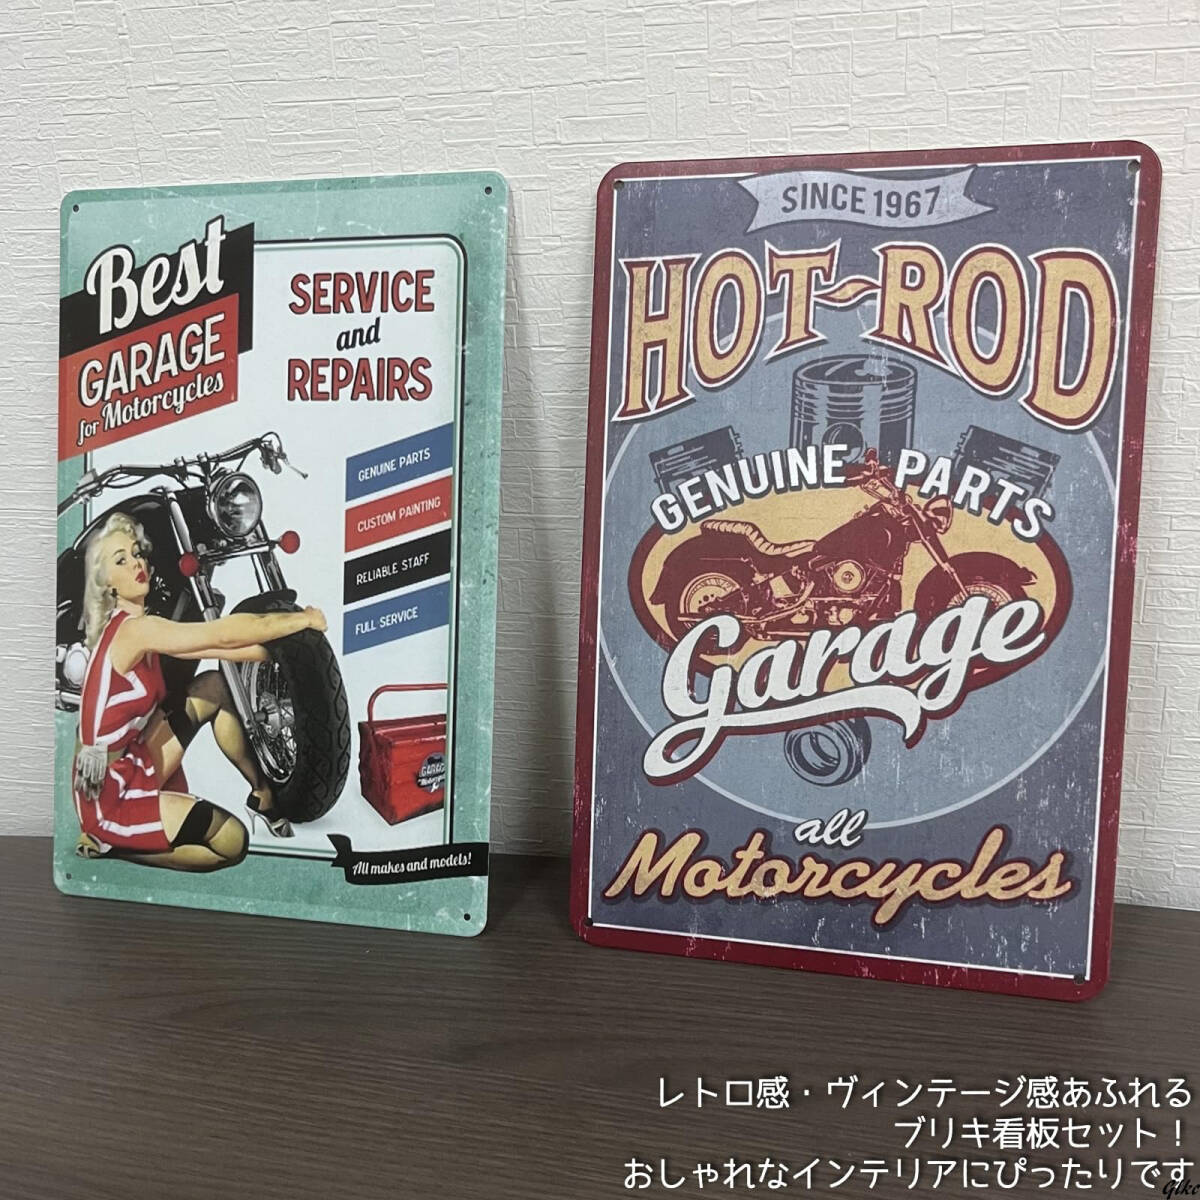 Best
GARAGE
for Motorcycles
SERVICE
and
REPAIRS
GENUINE PARTS
CUSTOM PAINTING
RELIABLE STAFF
FULL SERVICE
GARAGE
All makes and models!
SINCE 1967
HOT-ROD
GENUINE PARTS
Garage
all
Motorcycles
レトロ感・ヴィンテージ感あふれる
ブリキ看板セット！
おしゃれなインテリアにぴったりです